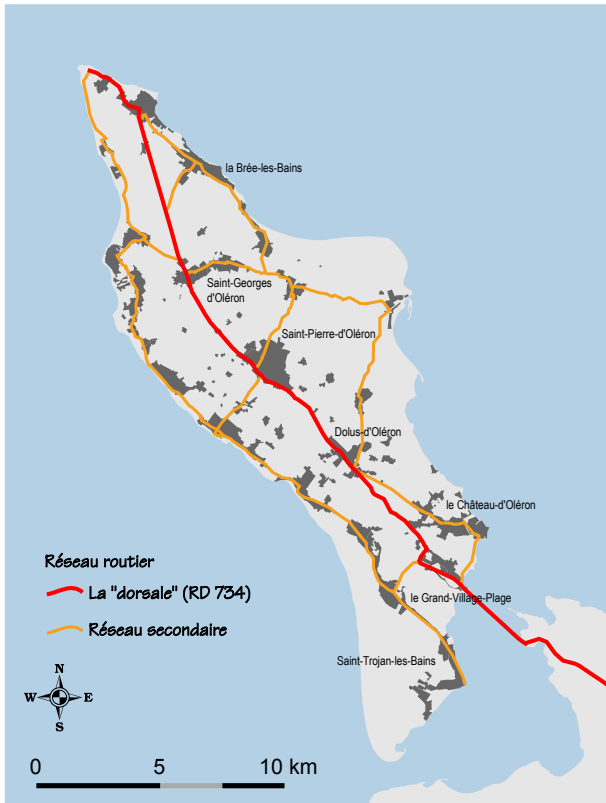 la Brée-les-Bains
Saint-Georges
d'Oléron
Saint-Pierre-d'Oléron
Dolus-d'Oléron
le Château-d'Oléron
Réseau routier
La "dorsale" (RD 734)
le Grand-Village-Plage
Réseau secondaire
Saint-Trojan-les-Bains
N
W E
S
0 5 10 km